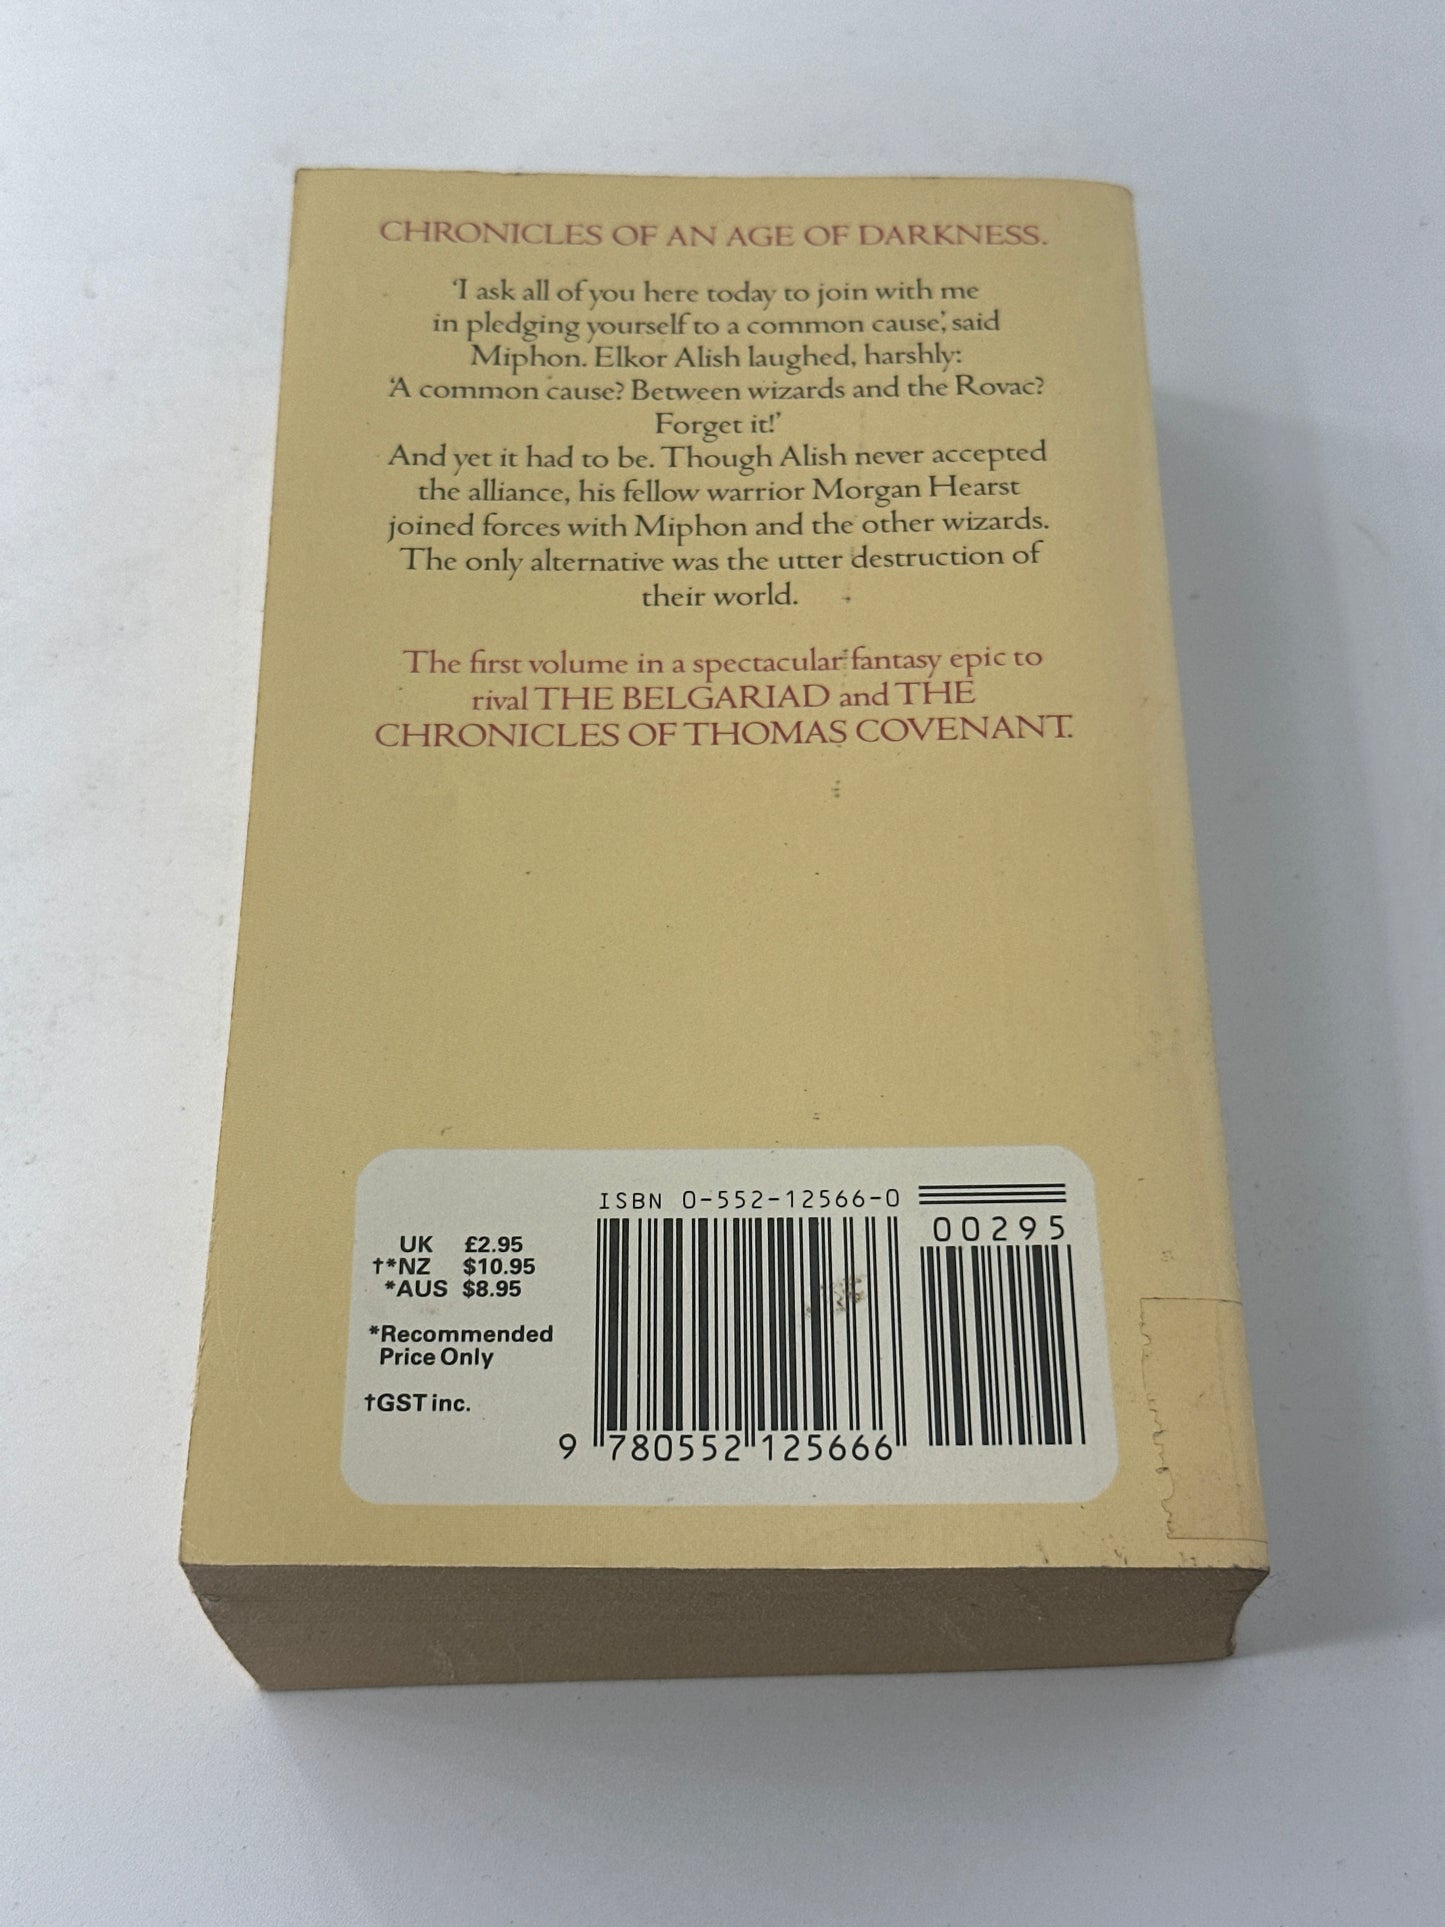 CHRONICLES OF AN AGE OF DARKNESS.
‘I ask all of you here today to join with me
in pledging yourself to a common cause’, said
Miphon. Elkor Alish laughed, harshly:
‘A common cause? Between wizards and the Rovac?
Forget it!’
And yet it had to be. Though Alish never accepted
the alliance, his fellow warrior Morgan Hearst
joined forces with Miphon and the other wizards.
The only alternative was the utter destruction of
their world.
The first volume in a spectacular fantasy epic to
rival THE BELGARIAD and THE
CHRONICLES OF THOMAS COVENANT.
UK £2.95
†*NZ $10.95
*AUS $8.95
*Recommended
Price Only
†GST inc.
ISBN 0-552-12566-0
00295
9 780552 125666